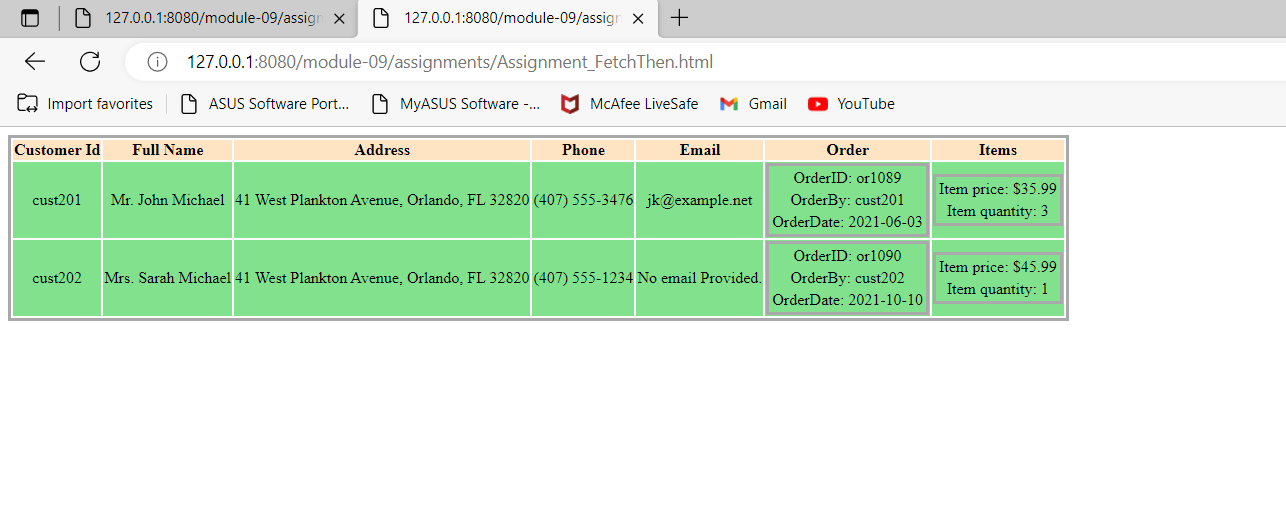 127.0.0.1:8080/module-09/assign
127.0.0.1:8080/module-09/assign
127.0.0.1:8080/module-09/assignments/Assignment_FetchThen.html
Import favorites
ASUS Software Port...
MyASUS Software -...
McAfee LiveSafe
Gmail
YouTube
Customer Id Full Name Address Phone Email Order Items
cust201 Mr. John Michael 41 West Plankton Avenue, Orlando, FL 32820 (407) 555-3476 jk@example.net
OrderID: or1089
OrderBy: cust201
OrderDate: 2021-06-03
Item price: $35.99
Item quantity: 3
cust202 Mrs. Sarah Michael 41 West Plankton Avenue, Orlando, FL 32820 (407) 555-1234 No email Provided.
OrderID: or1090
OrderBy: cust202
OrderDate: 2021-10-10
Item price: $45.99
Item quantity: 1